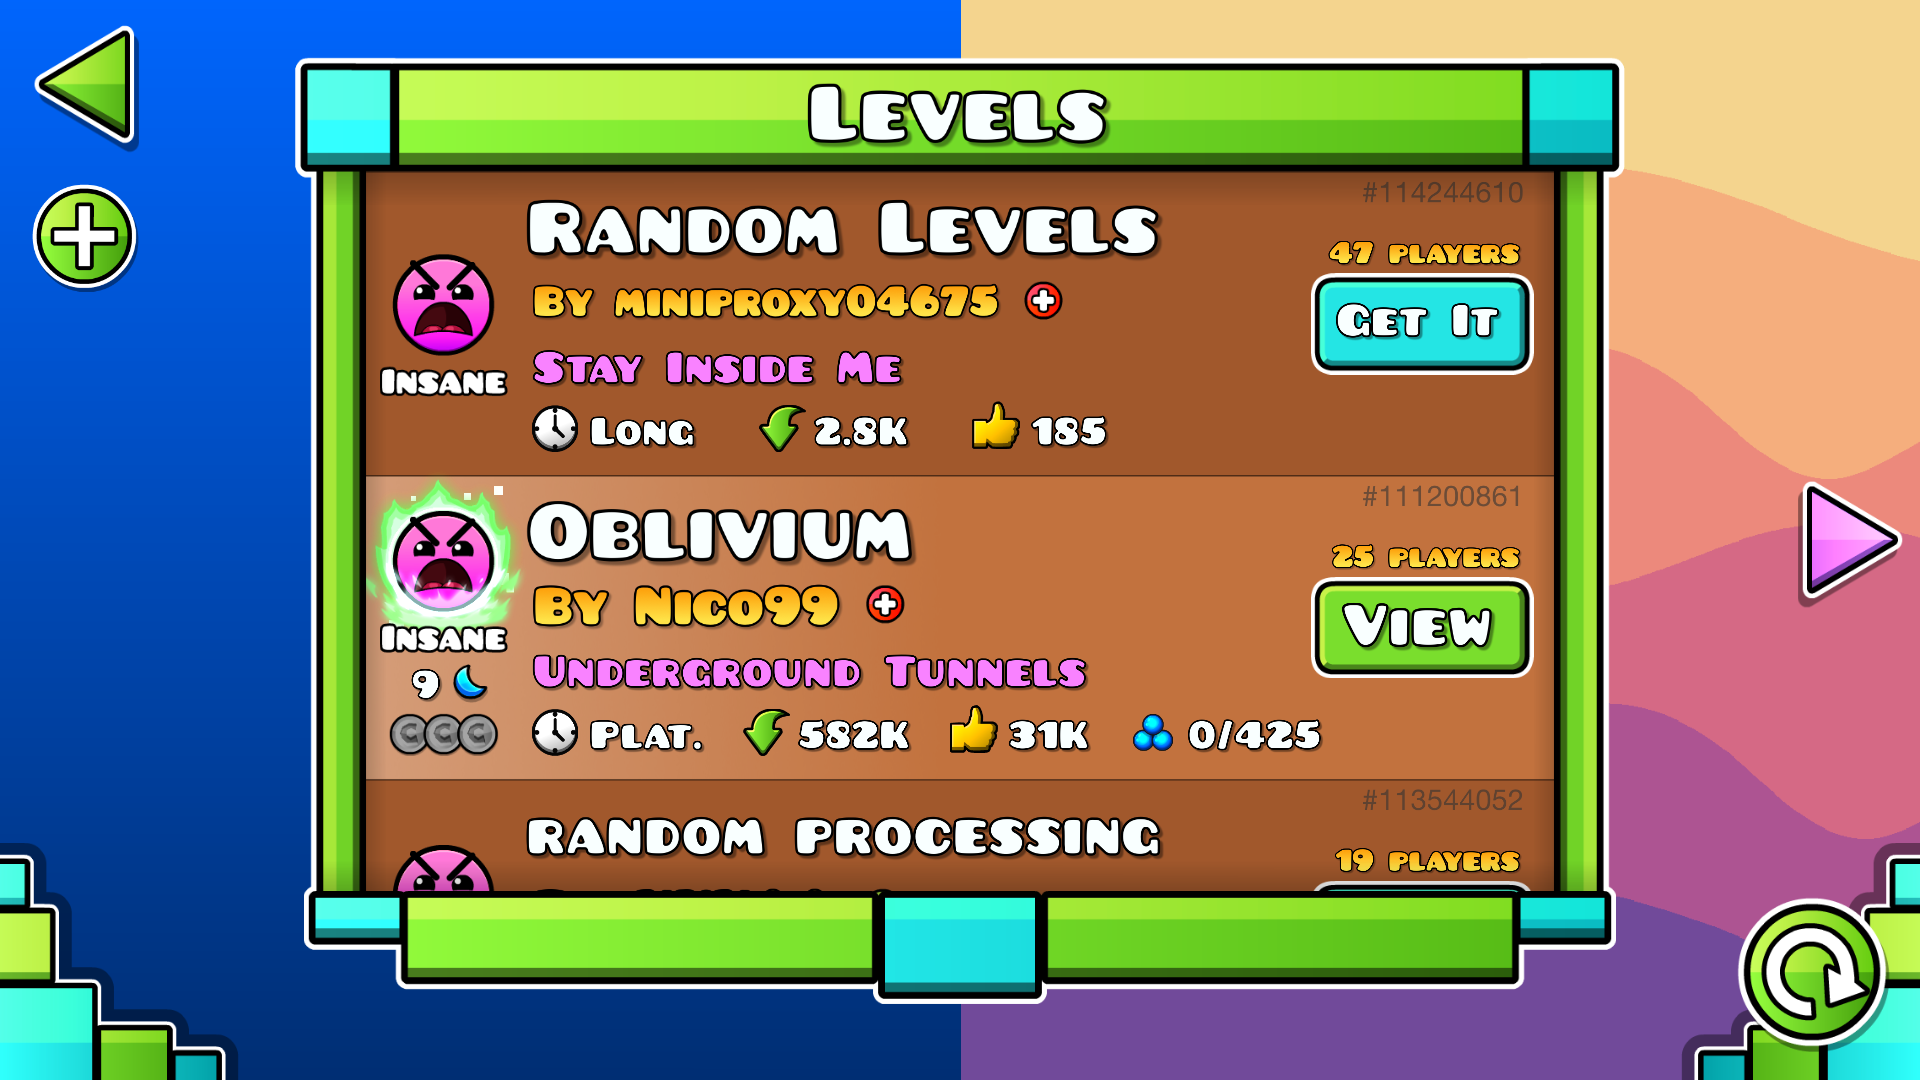 Levels
#114244610
Random Levels
47 players
By miniproxy04675
Get It
Stay Inside Me
Insane
Long 2.8K 185
#111200861
Oblivium
25 players
By Nico99
View
Insane
Underground Tunnels
9
Plat. 582K 31K 0/425
#113544052
random processing
19 players